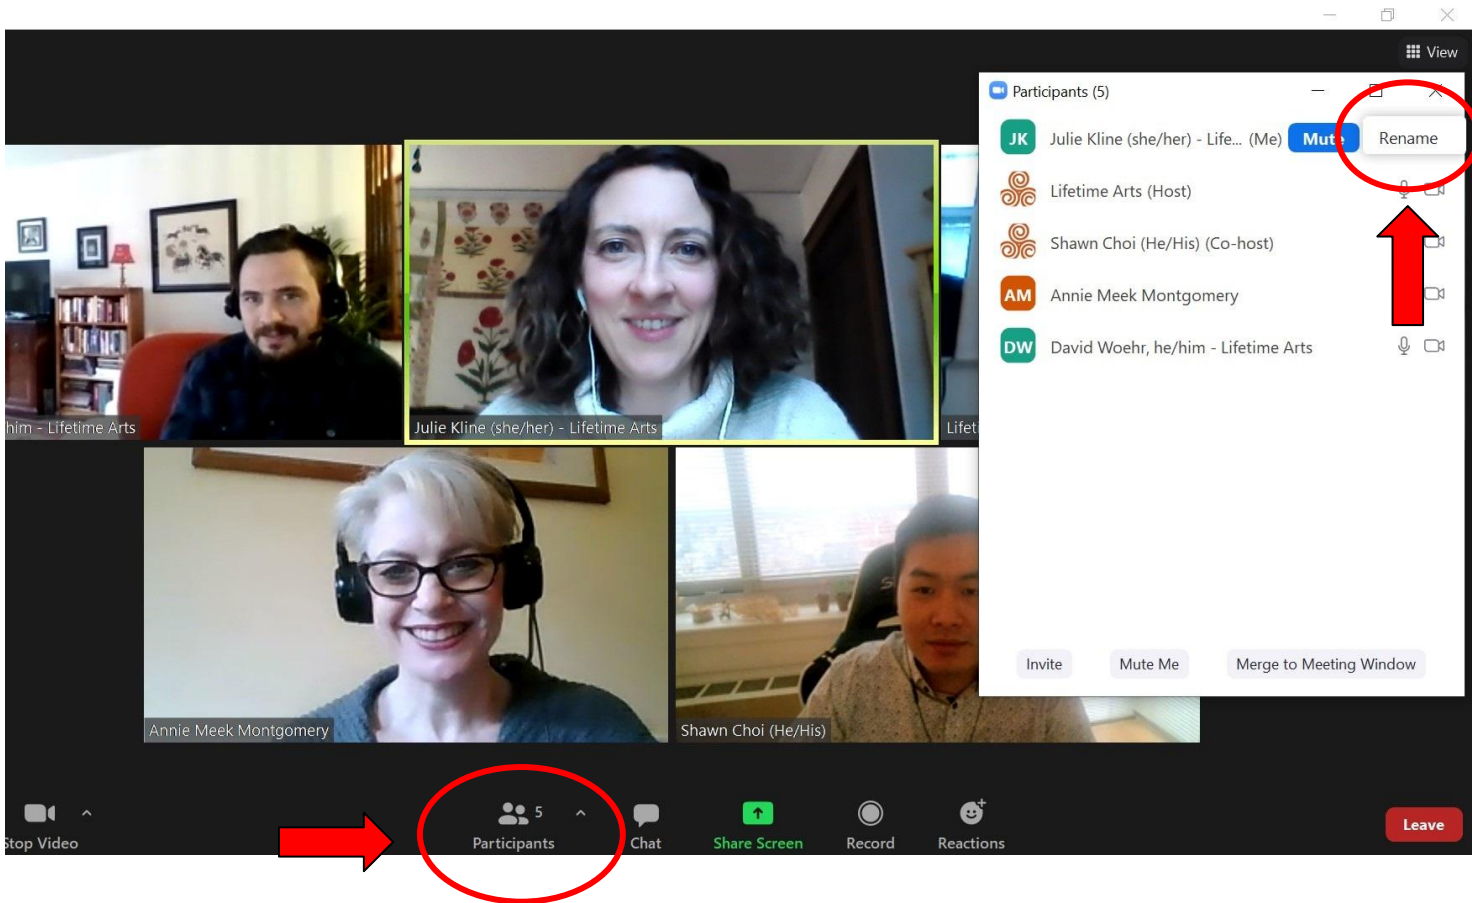 View
Participants (5)
JK Julie Kline (she/her) - Life... (Me) Mute Rename
Lifetime Arts (Host)
Shawn Choi (He/His) (Co-host)
AM Annie Meek Montgomery
DW David Woehr, he/him - Lifetime Arts
him - Lifetime Arts
Julie Kline (she/her) - Lifetime Arts
Lifeti
Invite Mute Me Merge to Meeting Window
Annie Meek Montgomery
Shawn Choi (He/His)
5
Stop Video Participants Chat Share Screen Record Reactions Leave